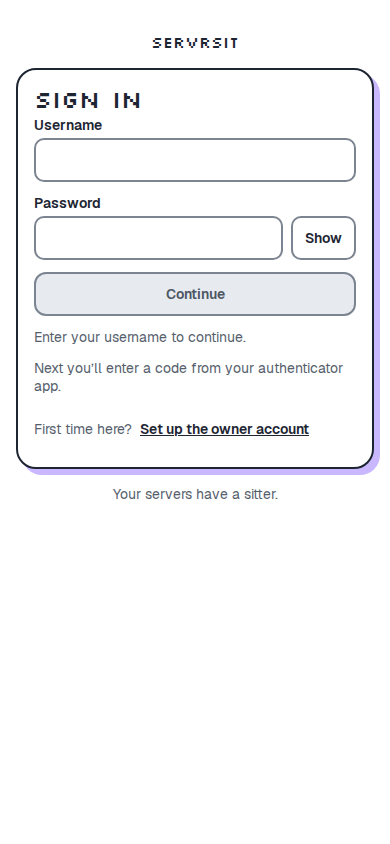 SERVRSIT
SIGN IN
Username
Password
Show
Continue
Enter your username to continue.
Next you'll enter a code from your authenticator
app.
First time here? Set up the owner account
Your servers have a sitter.